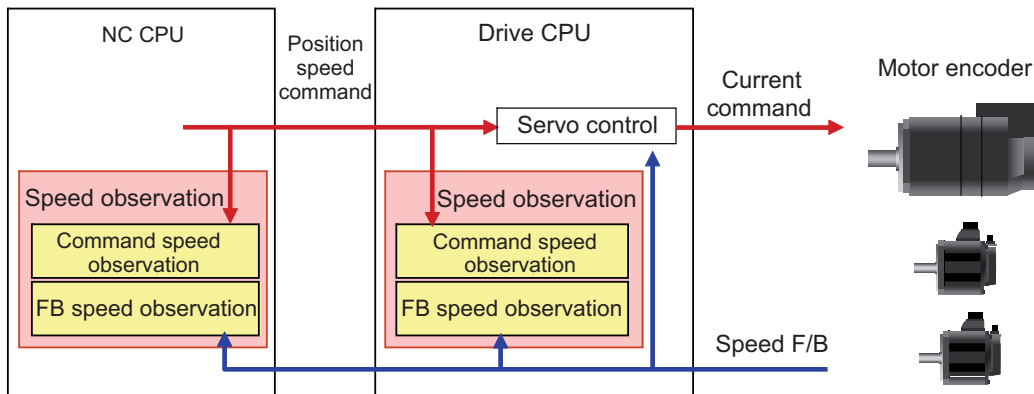 NC CPU
Position
speed
command
Drive CPU
Current
command
Motor encoder
Servo control
Speed observation
Command speed
observation
FB speed observation
Speed observation
Command speed
observation
FB speed observation
Speed F/B